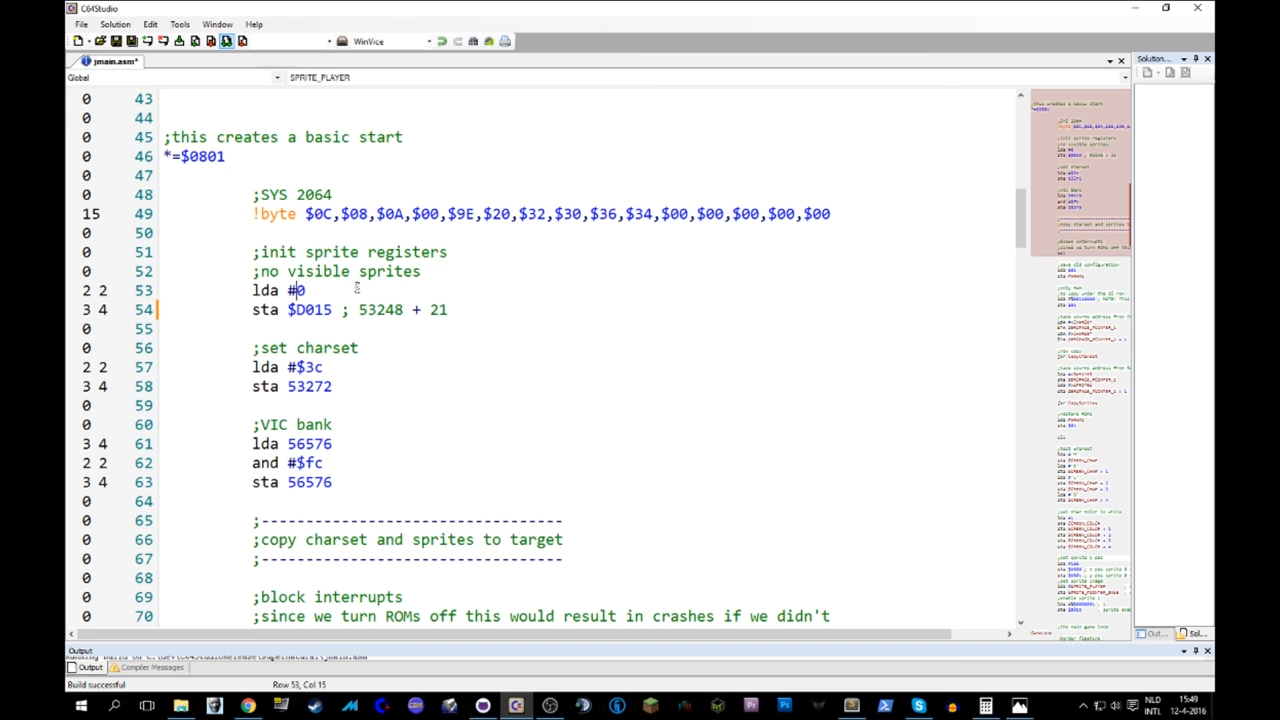 C64Studio
File Solution Edit Tools Window Help
WinVice
jmain.asm*
Solution...
Global SPRITE_PLAYER
0 43
0 44
0 45 ;this creates a basic start
0 46 *=$0801
0 47
0 48 ;SYS 2064
15 49 !byte $0C,$08,$0A,$00,$9E,$20,$32,$30,$36,$34,$00,$00,$00,$00,$00
0 50
0 51 ;init sprite registers
0 52 ;no visible sprites
2 2 53 lda #0
3 4 54 sta $D015 ; 53248 + 21
0 55
0 56 ;set charset
2 2 57 lda #$3c
3 4 58 sta 53272
0 59
0 60 ;VIC bank
3 4 61 lda 56576
2 2 62 and #$fc
3 4 63 sta 56576
0 64
0 65 ;----------------------------------
0 66 ;copy charset and sprites to target
0 67 ;----------------------------------
0 68
0 69 ;block interrupts
0 70 ;since we turn ROMs off this would result in crashes if we didn't
Out... Sol...
Output
Output Compiler Messages
Build successful Row 53, Col 15
NLD 15:49
INTL 12-4-2016